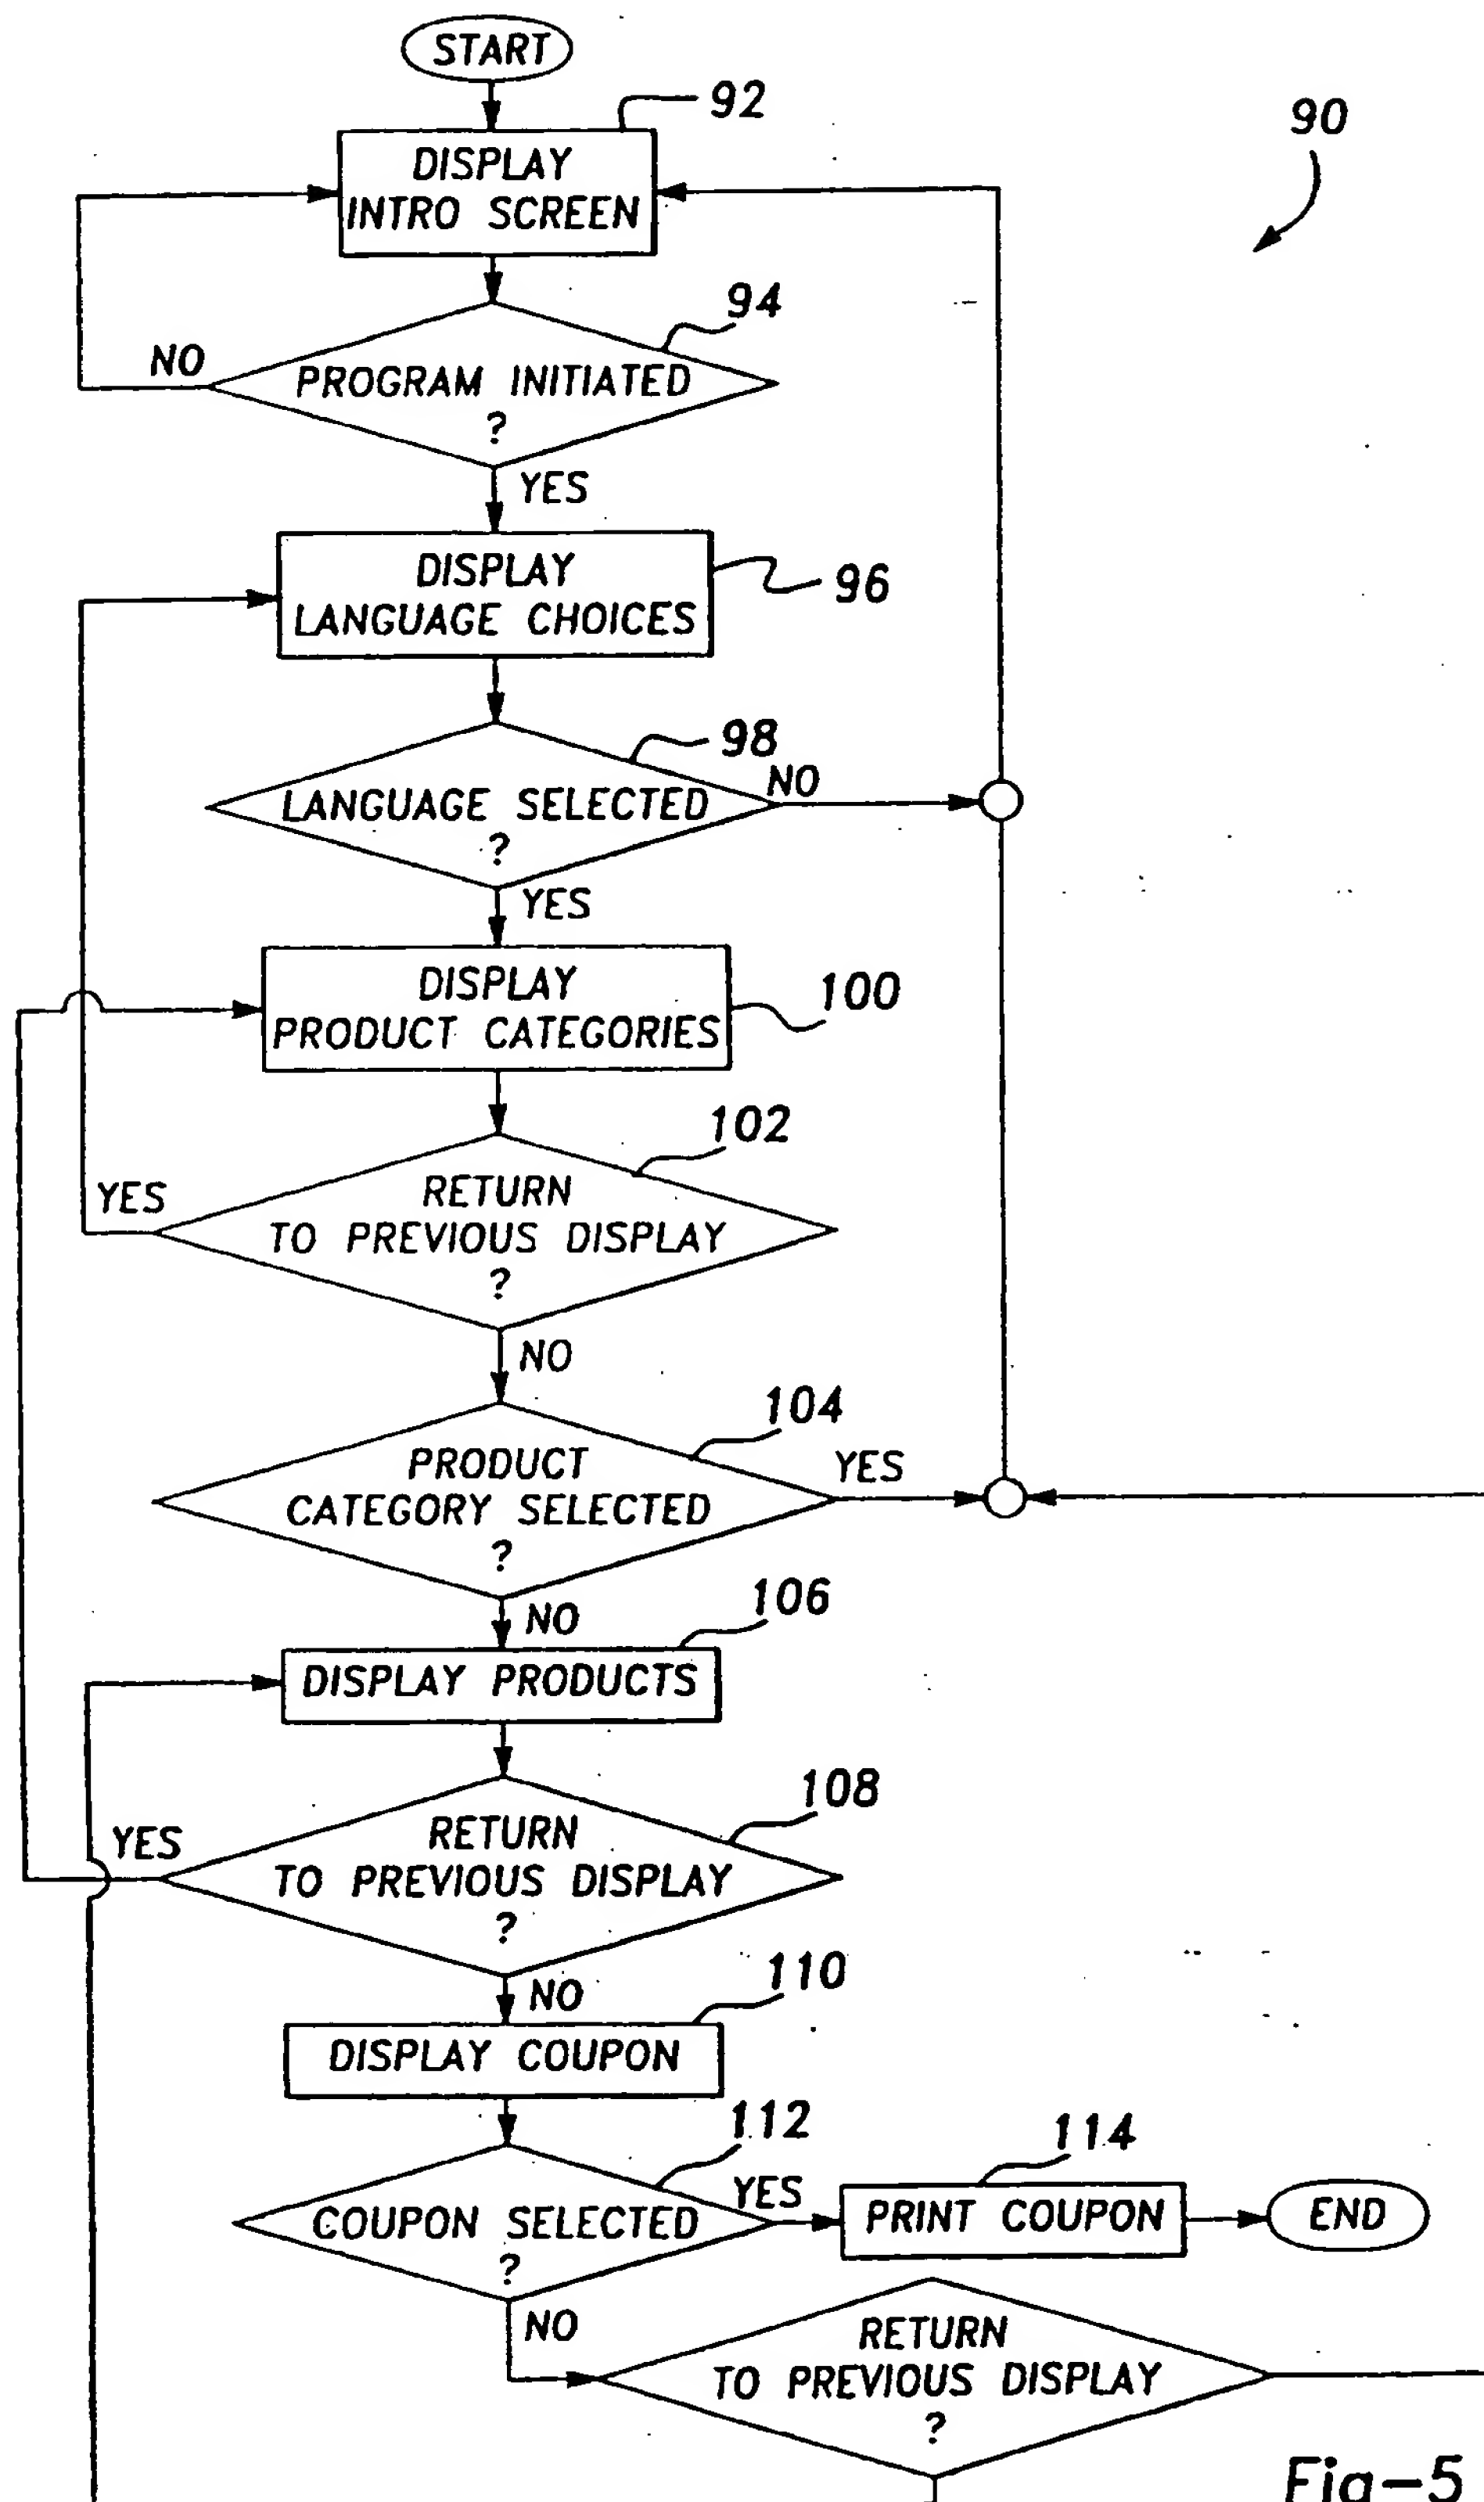 START
92
90
DISPLAY
INTRO SCREEN
94
NO
PROGRAM INITIATED
?
YES
DISPLAY
LANGUAGE CHOICES
96
98
NO
LANGUAGE SELECTED
?
YES
DISPLAY
PRODUCT CATEGORIES
100
102
YES
RETURN
TO PREVIOUS DISPLAY
?
NO
104
PRODUCT
CATEGORY SELECTED
?
YES
NO
106
DISPLAY PRODUCTS
108
YES
RETURN
TO PREVIOUS DISPLAY
?
NO
110
DISPLAY COUPON
112
COUPON SELECTED
?
YES
114
PRINT COUPON
END
NO
RETURN
TO PREVIOUS DISPLAY
?
Fig-5